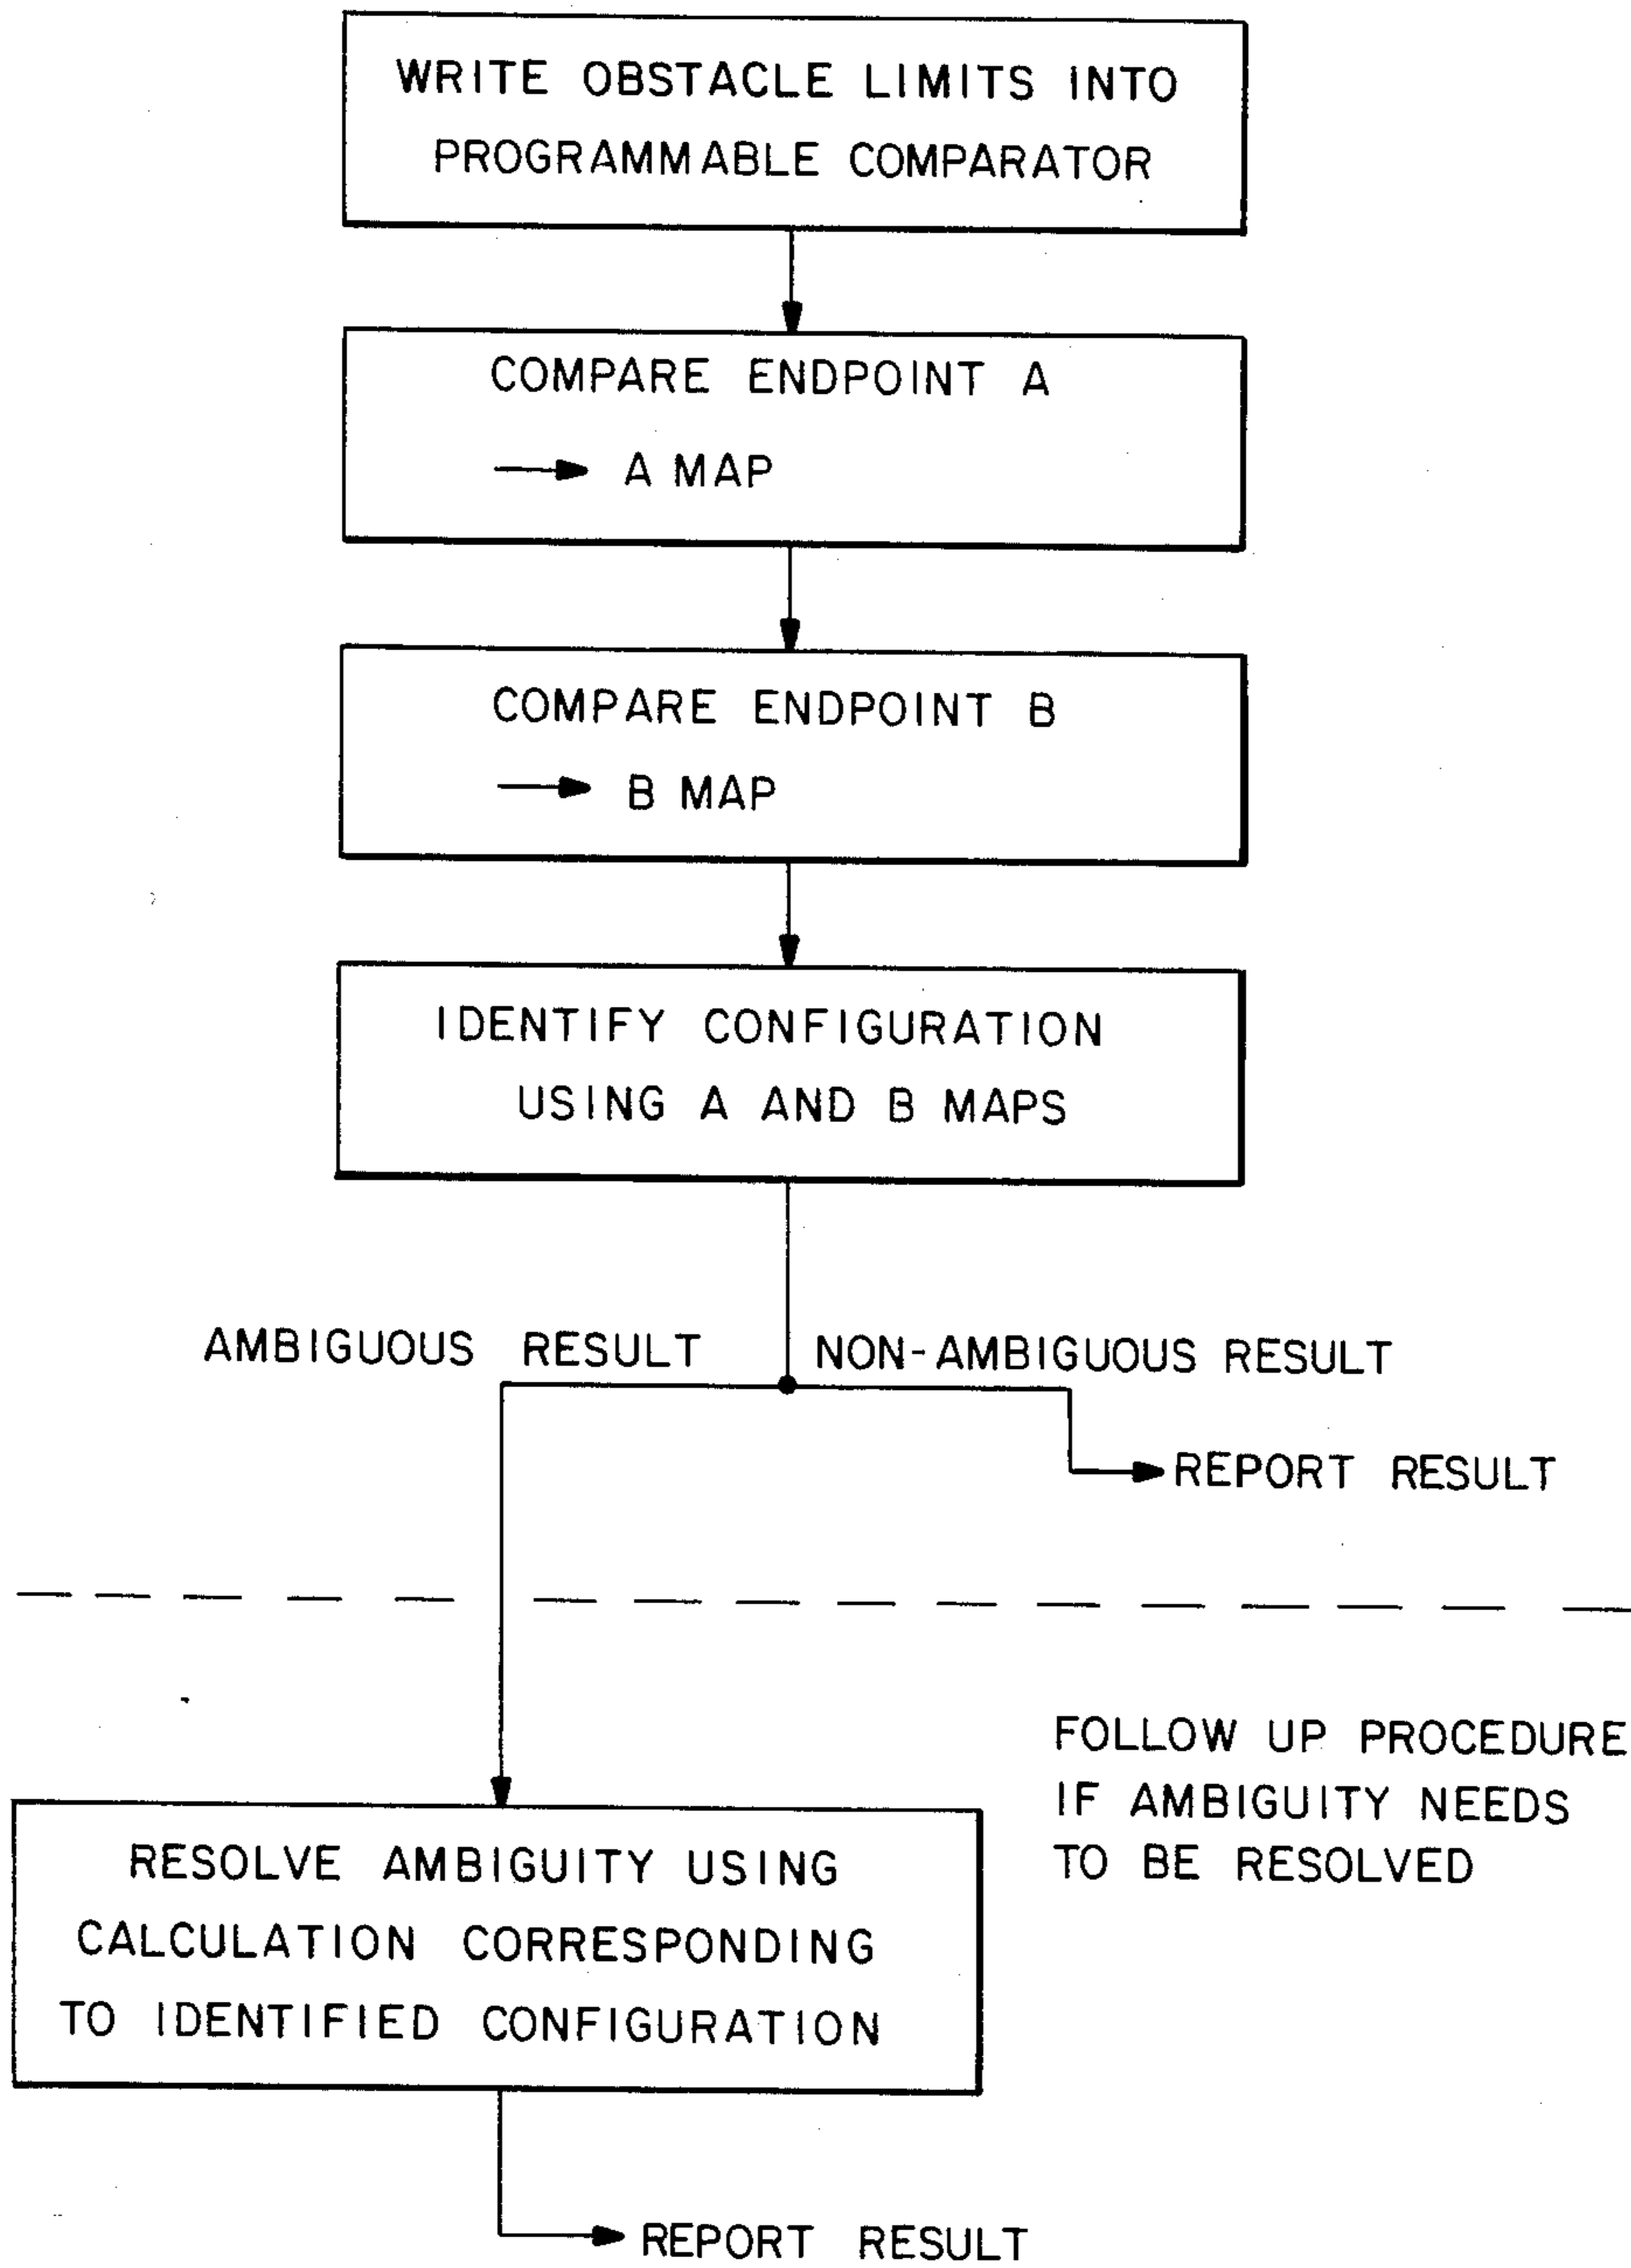 WRITE OBSTACLE LIMITS INTO
PROGRAMMABLE COMPARATOR
COMPARE ENDPOINT A
→ A MAP
COMPARE ENDPOINT B
→ B MAP
IDENTIFY CONFIGURATION
USING A AND B MAPS
AMBIGUOUS RESULT
NON-AMBIGUOUS RESULT
REPORT RESULT
FOLLOW UP PROCEDURE
IF AMBIGUITY NEEDS
TO BE RESOLVED
RESOLVE AMBIGUITY USING
CALCULATION CORRESPONDING
TO IDENTIFIED CONFIGURATION
REPORT RESULT